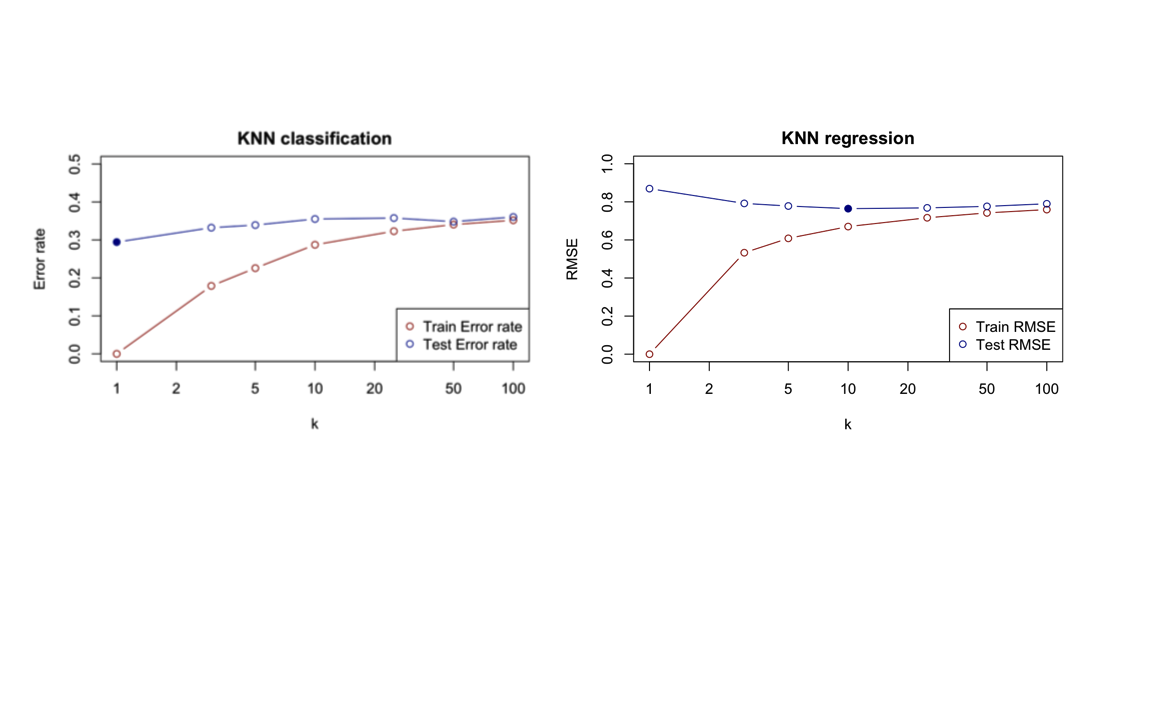 KNN classification
Error rate
0.0 0.1 0.2 0.3 0.4 0.5
Train Error rate
Test Error rate
1 2 5 10 20 50 100
k
KNN regression
RMSE
0.0 0.2 0.4 0.6 0.8 1.0
Train RMSE
Test RMSE
1 2 5 10 20 50 100
k